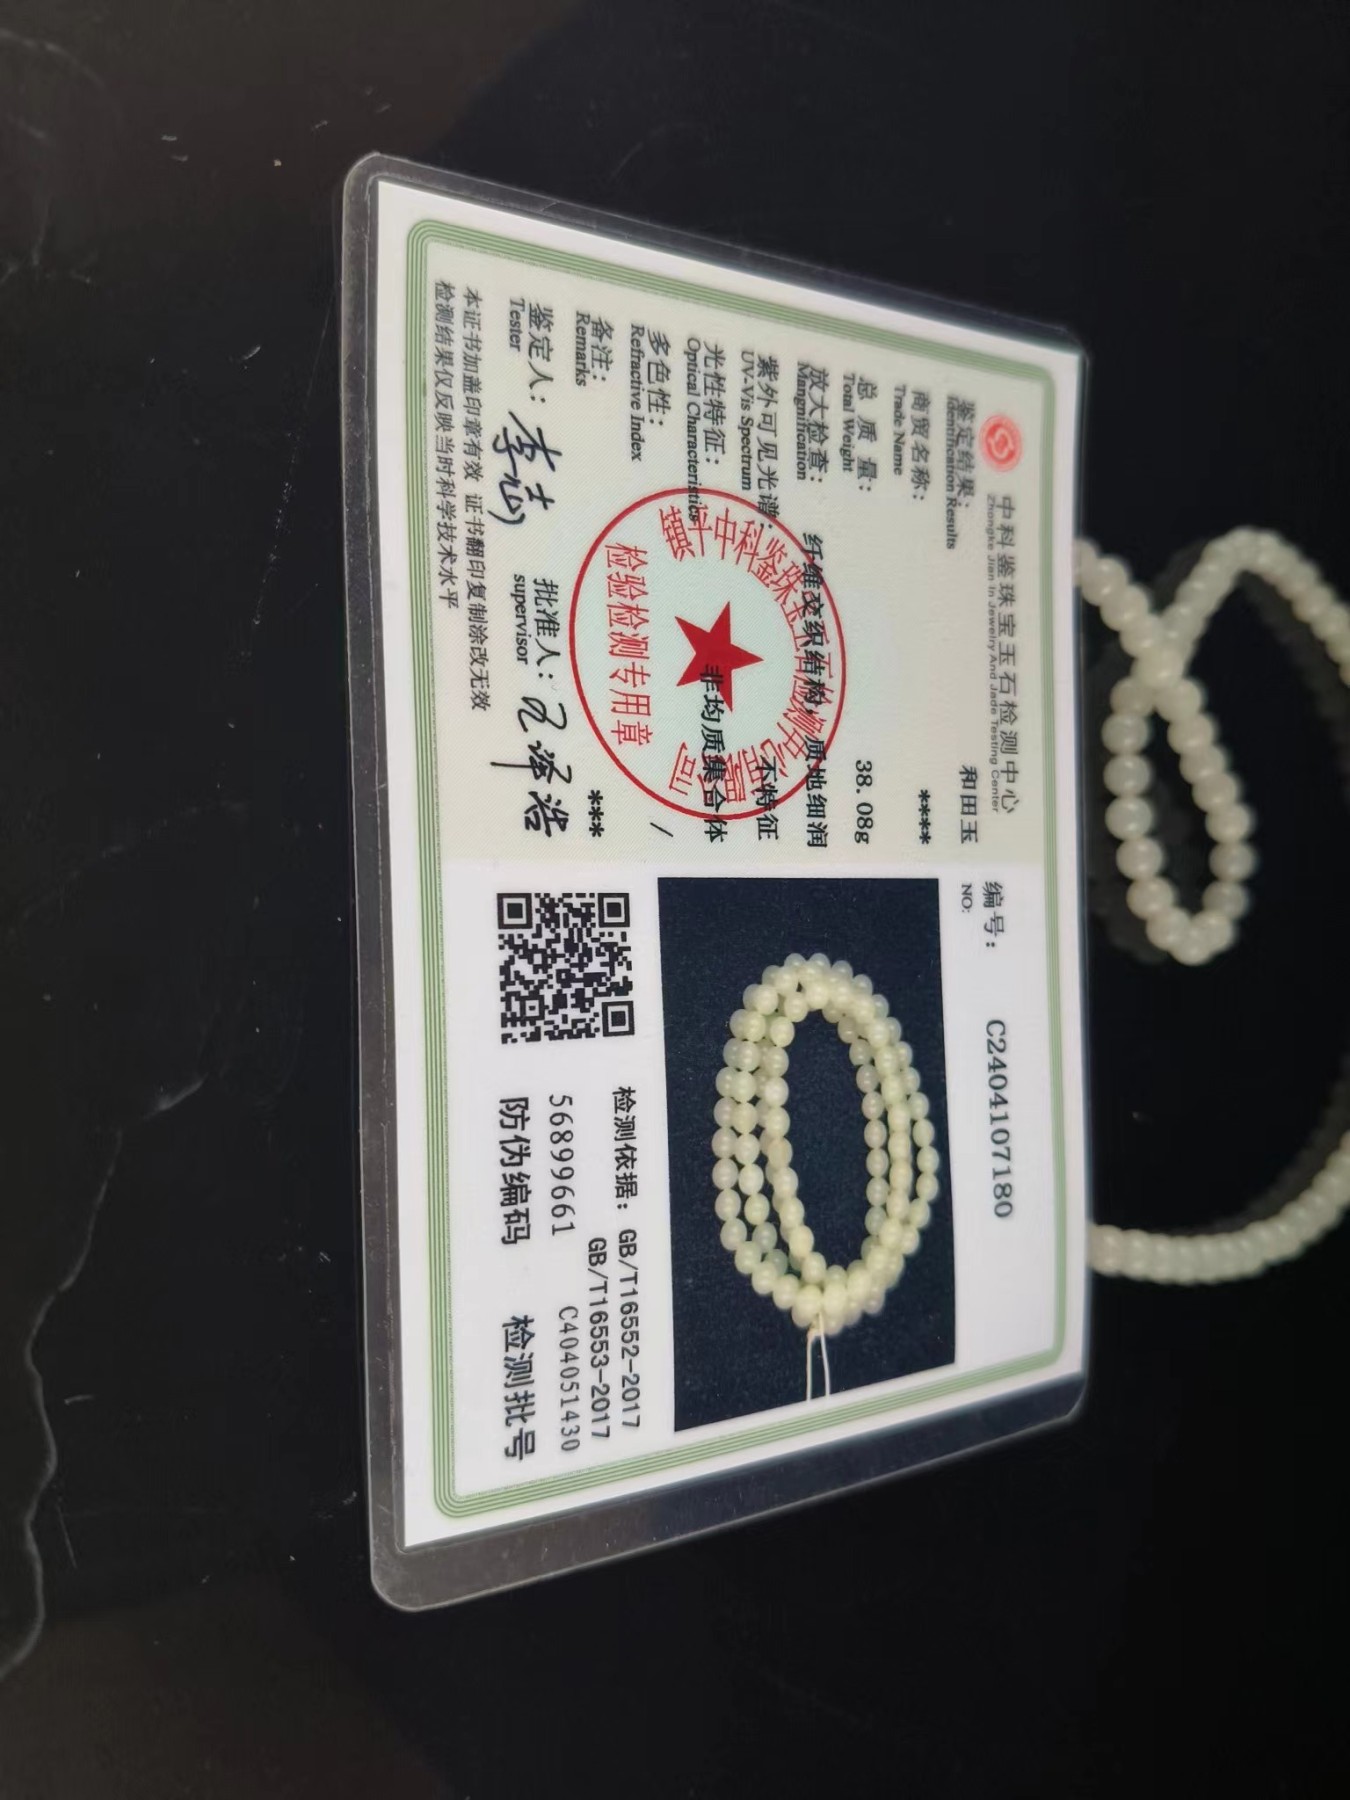 中科鉴珠宝玉石检测中心
Zhongke Jian In Jewelry And Jade Testing Center
鉴定结果： 和田玉
Identification Results
商贸名称： ****
Trade Name
总 质 量： 38.08g
Total Weight
放大检查： 纤维交织结构，质地细润
Mangnification
紫外可见光谱： 不特征
UV-Vis Spectrum
光性特征： 非均质集合体
Optical Characteristics
多色性： /
Refractive Index
备注： ***
Remarks
鉴定人： 批准人：
Tester supervisor
本证书加盖印章有效 证书翻印复制涂改无效
检测结果仅反映当时科学技术水平
检验检测专用章
编号： C2404107180
NO:
检测依据：GB/T16552-2017
GB/T16553-2017
56899661 C404051430
防伪编码 检测批号